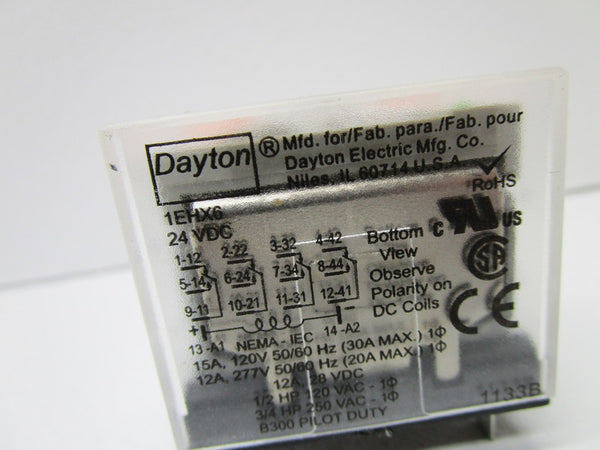 Dayton ® Mfd. for/Fab. para./Fab. pour
Dayton Electric Mfg. Co.
Niles, IL 60714 U.S.A.
RoHS
1EHX6
24 VDC
1-12 2-22 3-32 4-42
5-14 6-24 7-34 8-44
9-11 10-21 11-31 12-41
+ -
13-A1 NEMA - IEC 14-A2
Bottom View
Observe
Polarity on
DC Coils
C UR US
SA
CE
15A, 120V 50/60 Hz (30A MAX.) 1Φ
12A, 277V 50/60 Hz (20A MAX.) 1Φ
12A, 28 VDC
1/2 HP 120 VAC - 1Φ
3/4 HP 250 VAC - 1Φ
B300 PILOT DUTY
1133B